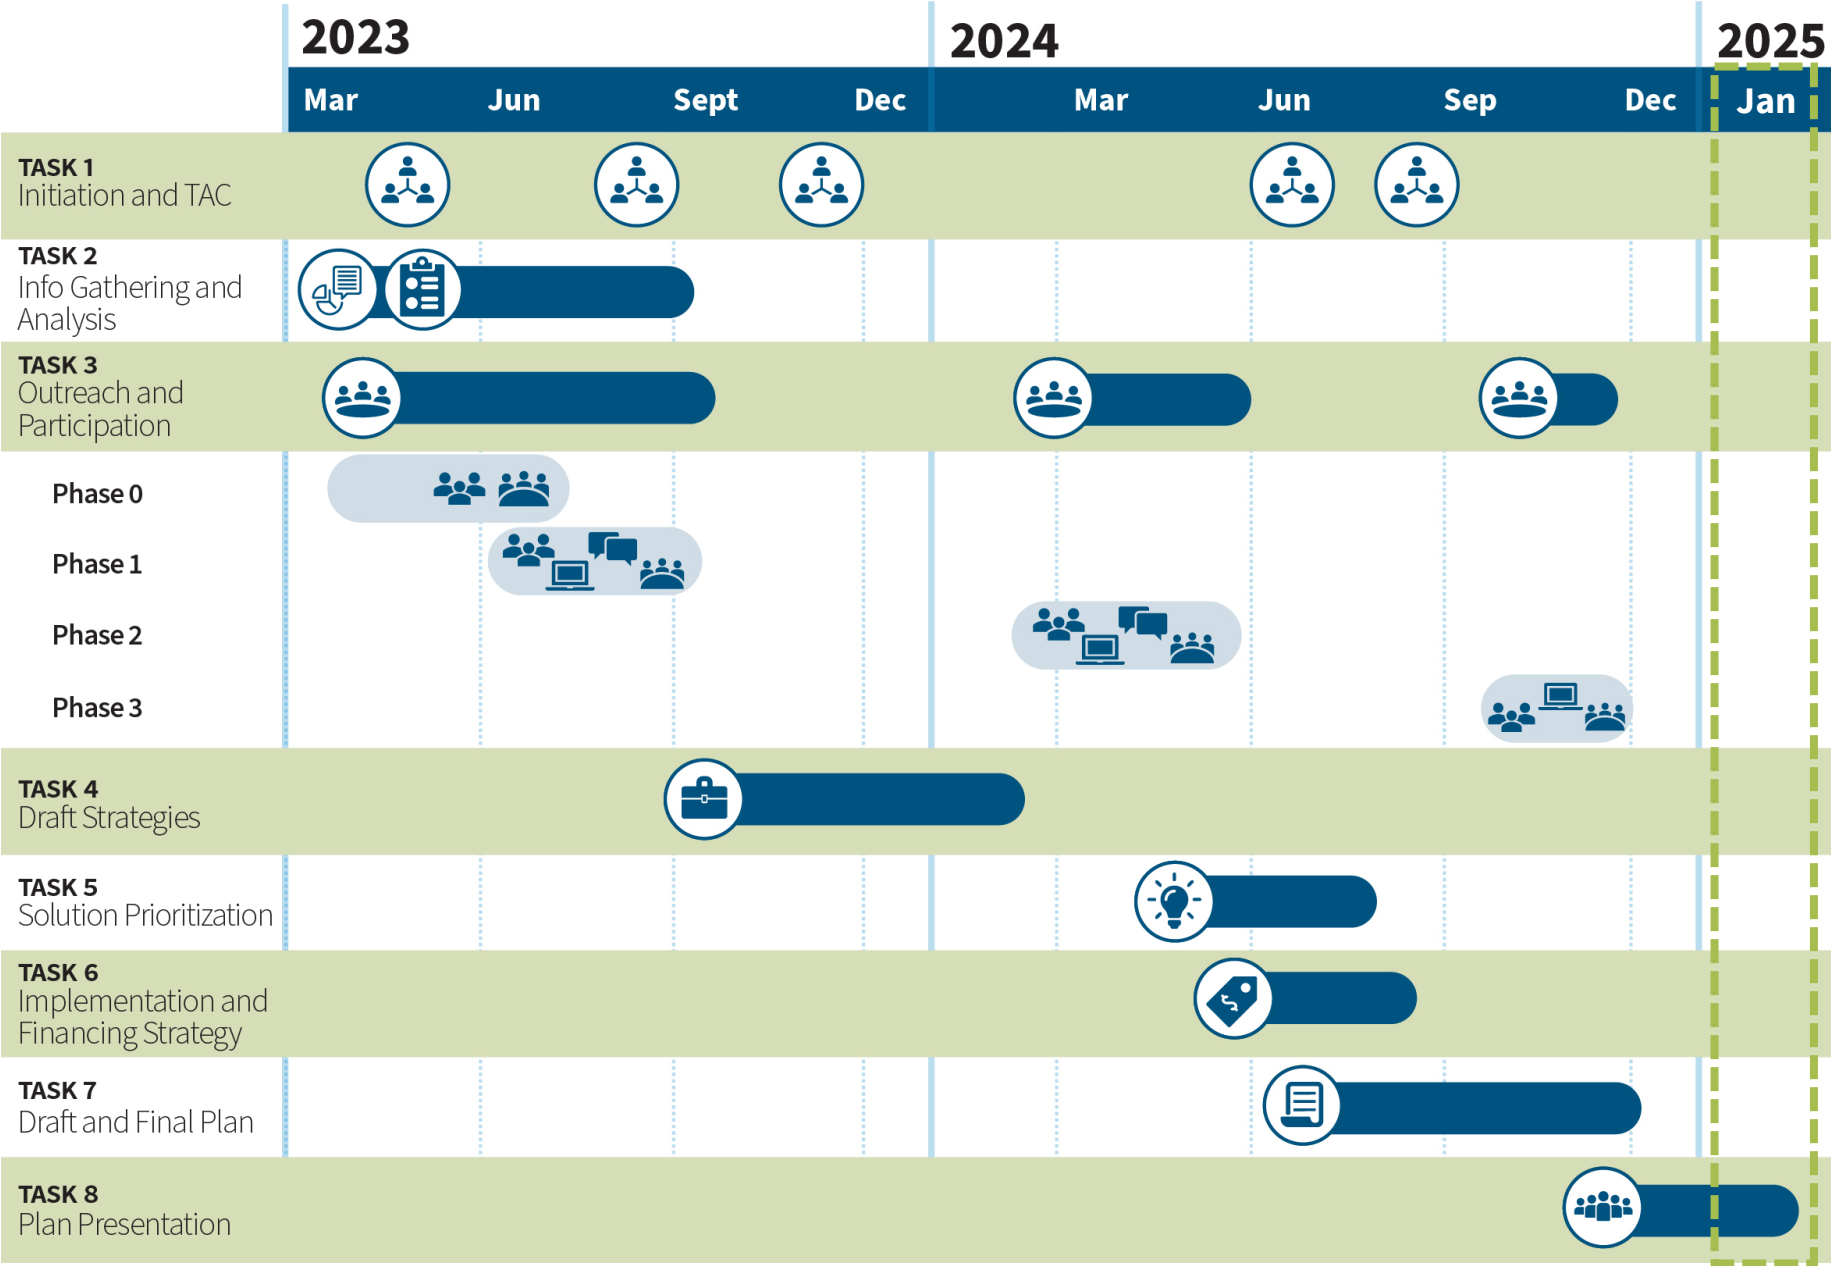 2023
2024
2025
Mar Jun Sept Dec Mar Jun Sep Dec Jan
TASK 1
Initiation and TAC
TASK 2
Info Gathering and
Analysis
TASK 3
Outreach and
Participation
Phase 0
Phase 1
Phase 2
Phase 3
TASK 4
Draft Strategies
TASK 5
Solution Prioritization
TASK 6
Implementation and
Financing Strategy
$
TASK 7
Draft and Final Plan
TASK 8
Plan Presentation